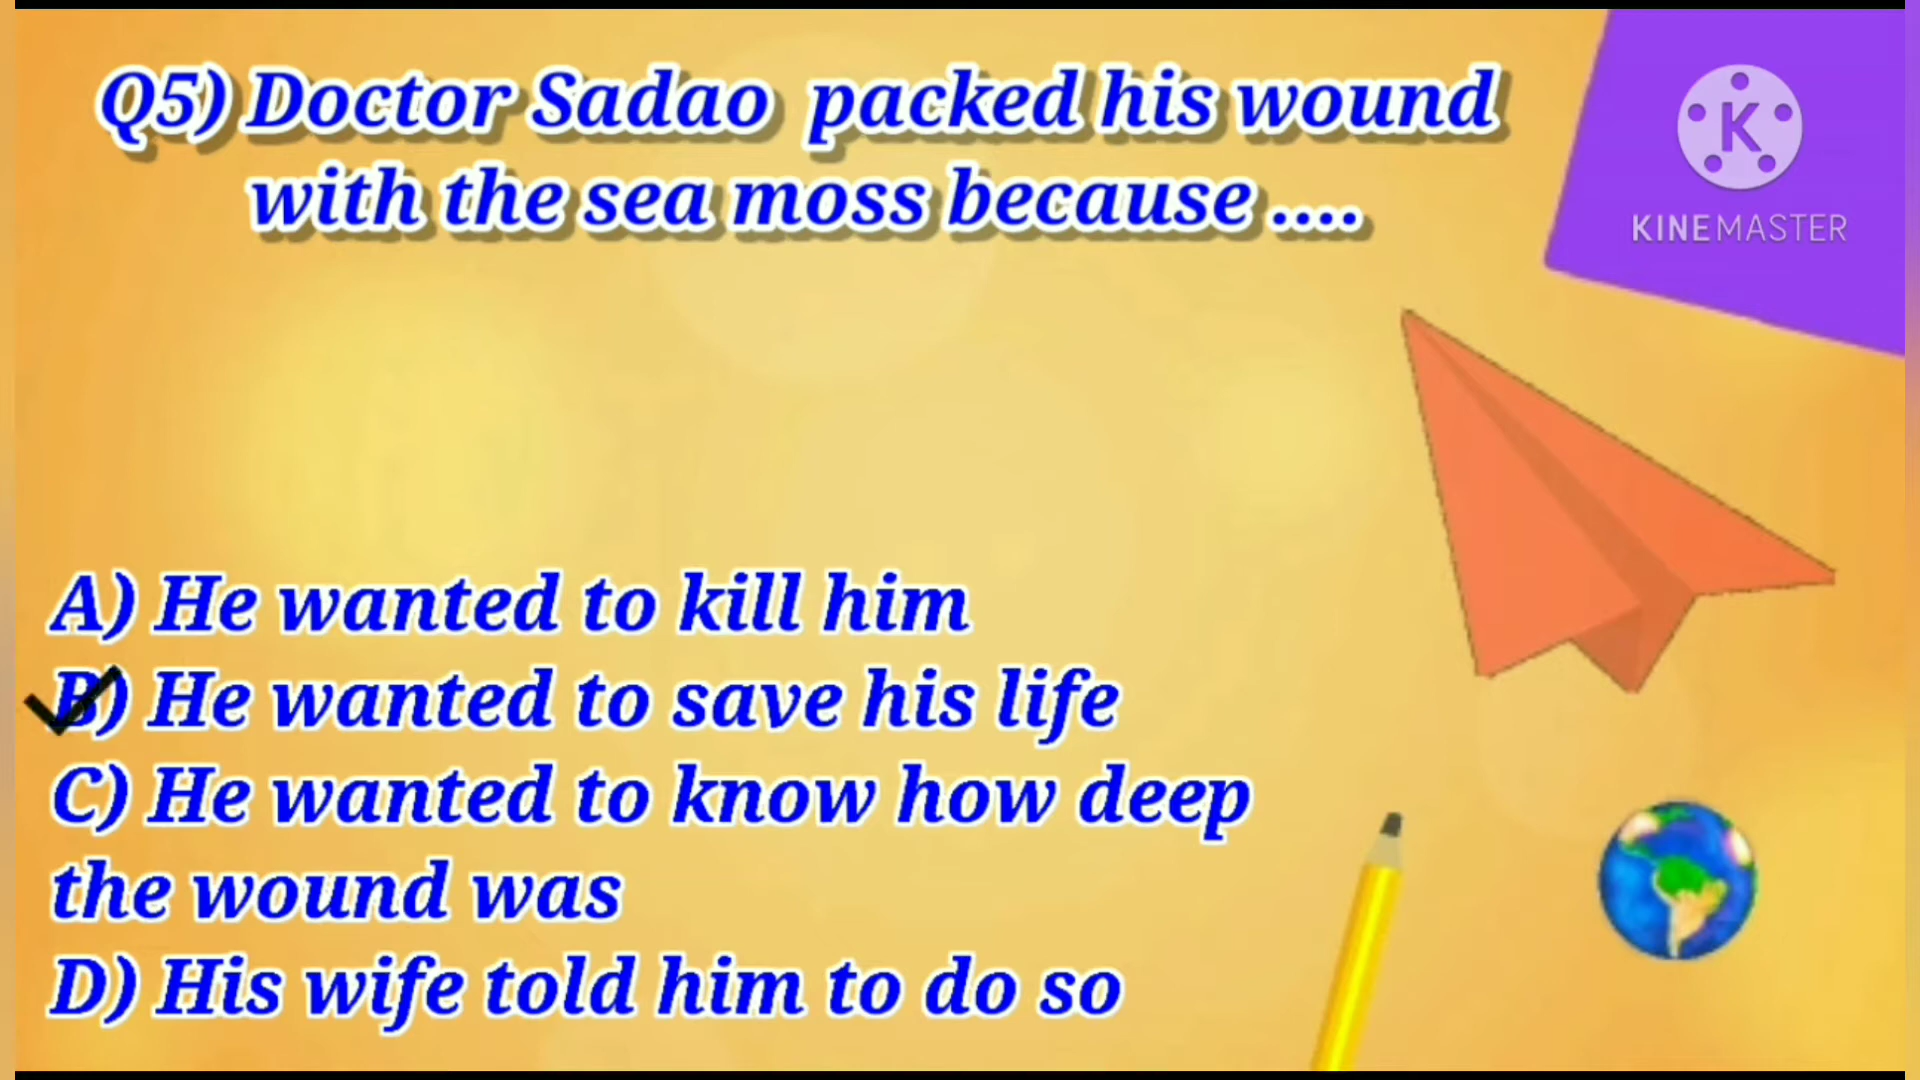 Q5) Doctor Sadao packed his wound
with the sea moss because ....
K
KINEMASTER
A) He wanted to kill him
B) He wanted to save his life
C) He wanted to know how deep
the wound was
D) His wife told him to do so